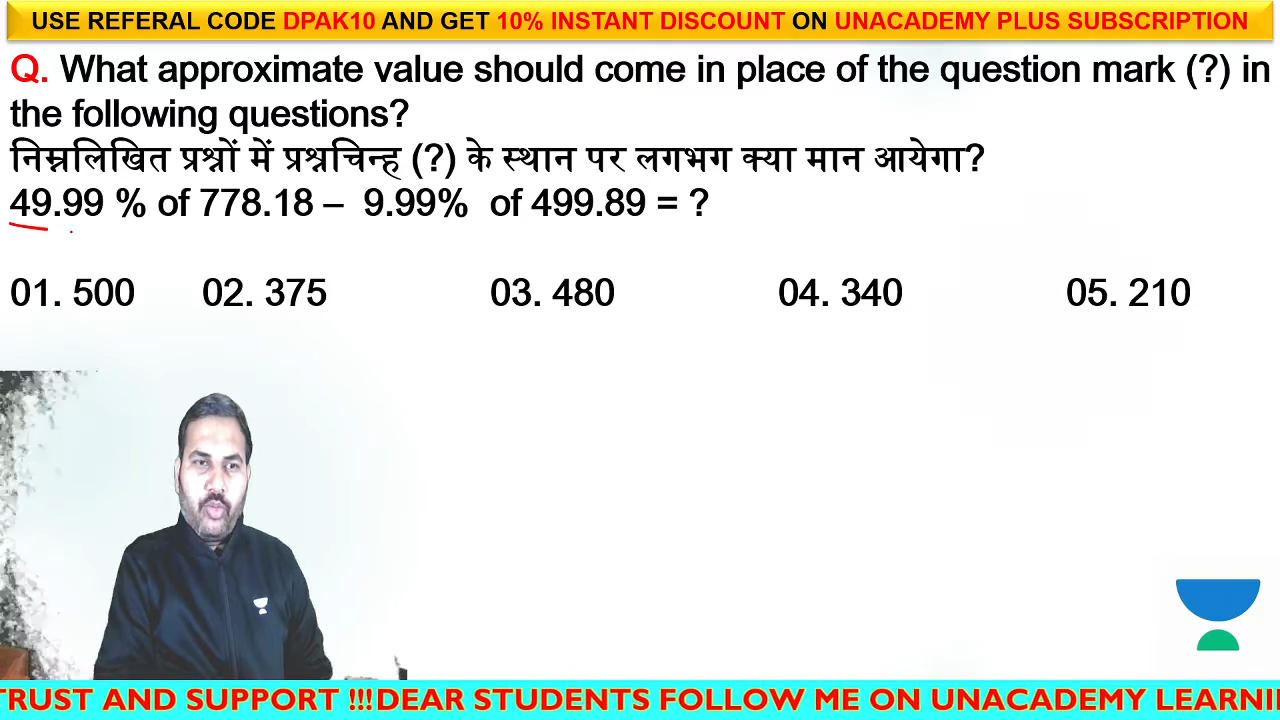 USE REFERAL CODE DPAK10 AND GET 10% INSTANT DISCOUNT ON UNACADEMY PLUS SUBSCRIPTION
Q. What approximate value should come in place of the question mark (?) in
the following questions?
निम्नलिखित प्रश्नों में प्रश्नचिन्ह (?) के स्थान पर लगभग क्या मान आयेगा?
49.99 % of 778.18 – 9.99% of 499.89 = ?
01. 500 02. 375 03. 480 04. 340 05. 210
TRUST AND SUPPORT !!!DEAR STUDENTS FOLLOW ME ON UNACADEMY LEARNI